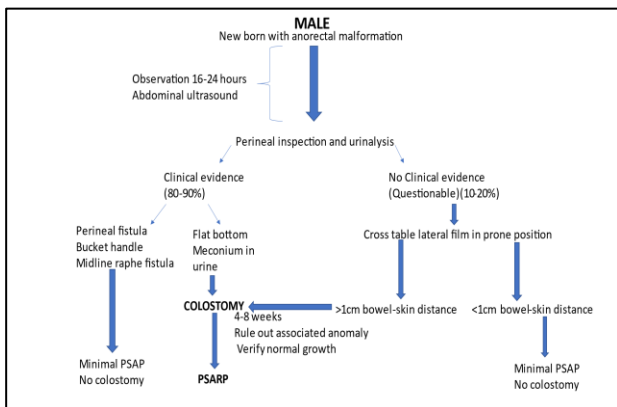 MALE
New born with anorectal malformation
Observation 16-24 hours
Abdominal ultrasound
Perineal inspection and urinalysis
Clinical evidence
(80-90%)
No Clinical evidence
(Questionable)(10-20%)
Perineal fistula
Bucket handle
Midline raphe fistula
Flat bottom
Meconium in
urine
Cross table lateral film in prone position
COLOSTOMY
>1cm bowel-skin distance
<1cm bowel-skin distance
4-8 weeks
Rule out associated anomaly
Verify normal growth
Minimal PSAP
No colostomy
PSARP
Minimal PSAP
No colostomy